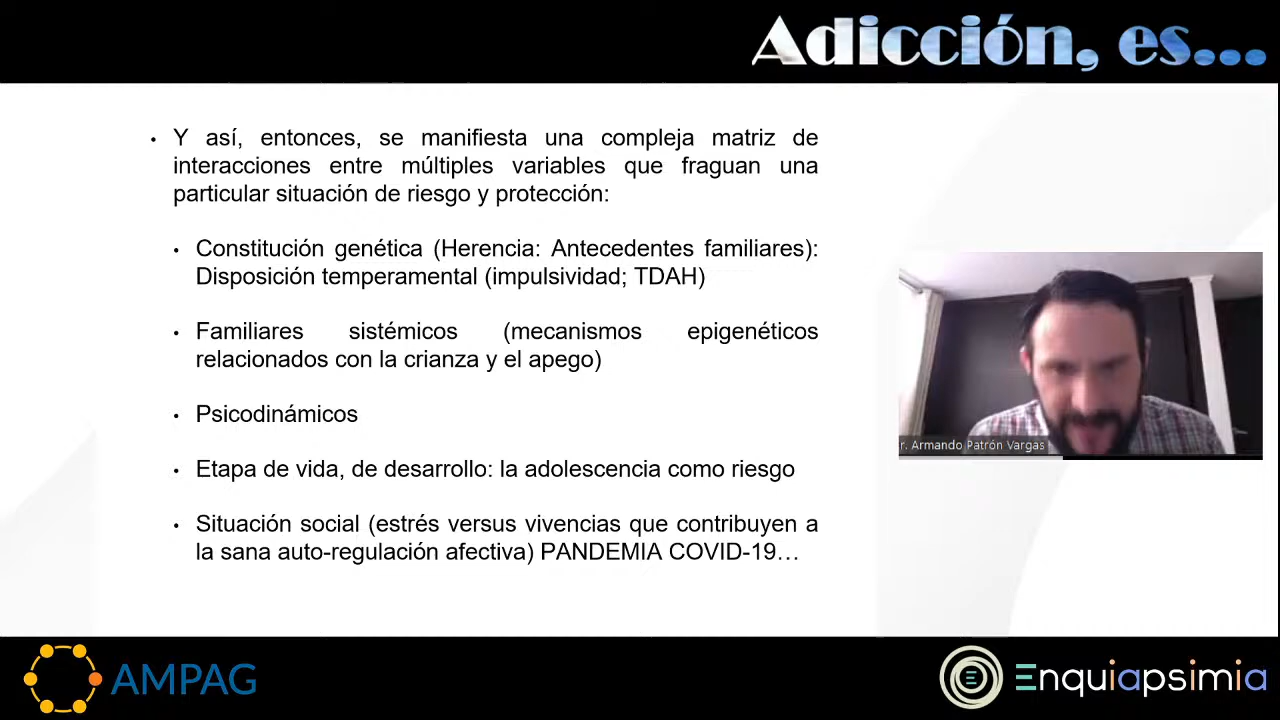 Adicción, es...
• Y así, entonces, se manifiesta una compleja matriz de
interacciones entre múltiples variables que fraguan una
particular situación de riesgo y protección:
• Constitución genética (Herencia: Antecedentes familiares):
Disposición temperamental (impulsividad; TDAH)
• Familiares sistémicos (mecanismos epigenéticos
relacionados con la crianza y el apego)
• Psicodinámicos
• Etapa de vida, de desarrollo: la adolescencia como riesgo
• Situación social (estrés versus vivencias que contribuyen a
la sana auto-regulación afectiva) PANDEMIA COVID-19...
r. Armando Patrón Vargas
AMPAG
Enquiapsimia